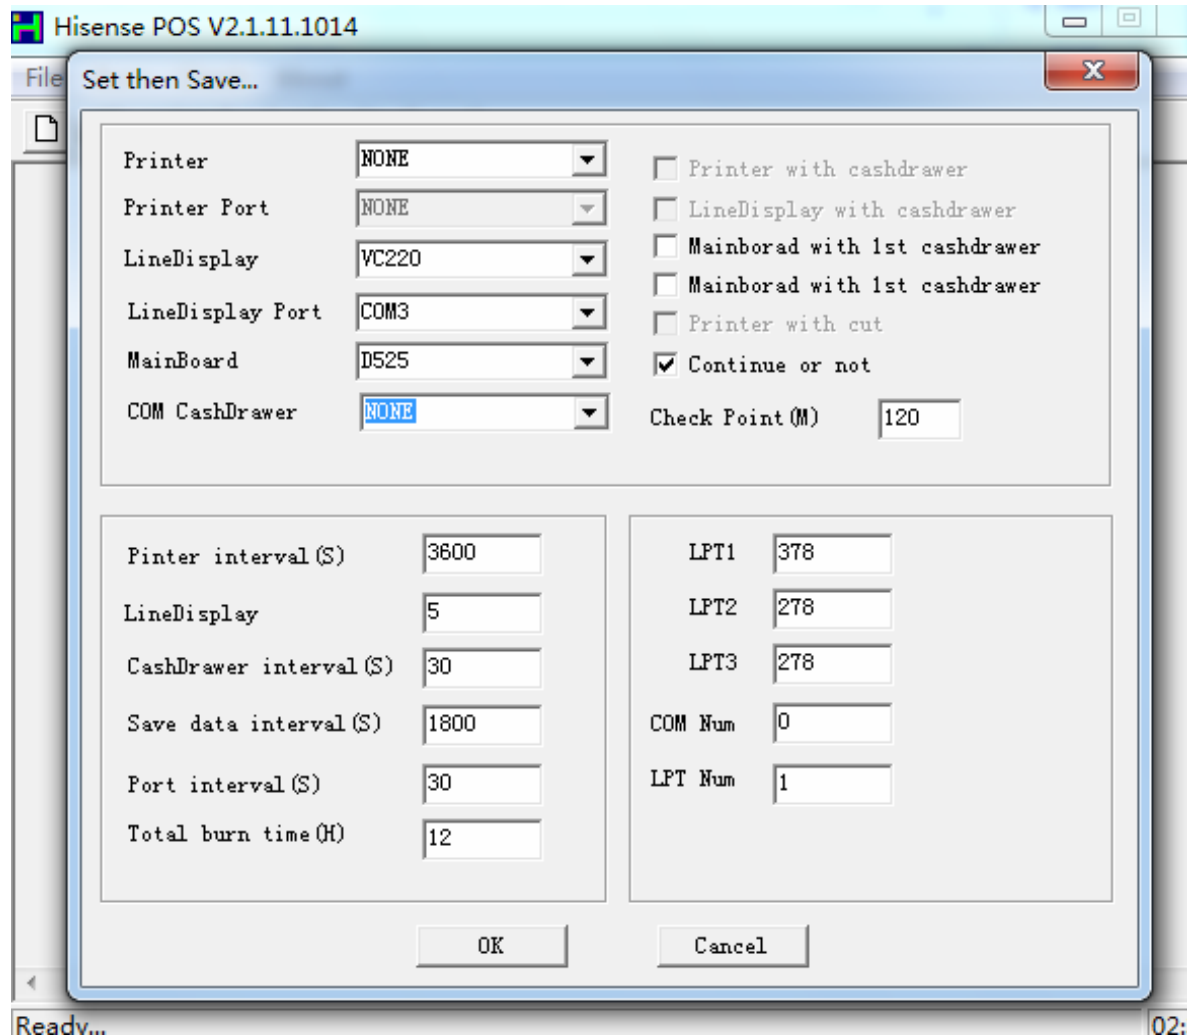 Hisense POS V2.1.11.1014
File
Set then Save...
Printer NONE
Printer with cashdrawer
Printer Port NONE
LineDisplay with cashdrawer
LineDisplay VC220
Mainborad with 1st cashdrawer
Mainborad with 1st cashdrawer
LineDisplay Port COM3
Printer with cut
MainBoard D525
Continue or not
COM CashDrawer NONE
Check Point(M) 120
Pinter interval(S) 3600
LineDisplay 5
CashDrawer interval(S) 30
Save data interval(S) 1800
Port interval(S) 30
Total burn time(H) 12
LPT1 378
LPT2 278
LPT3 278
COM Num 0
LPT Num 1
OK Cancel
Ready... 02: